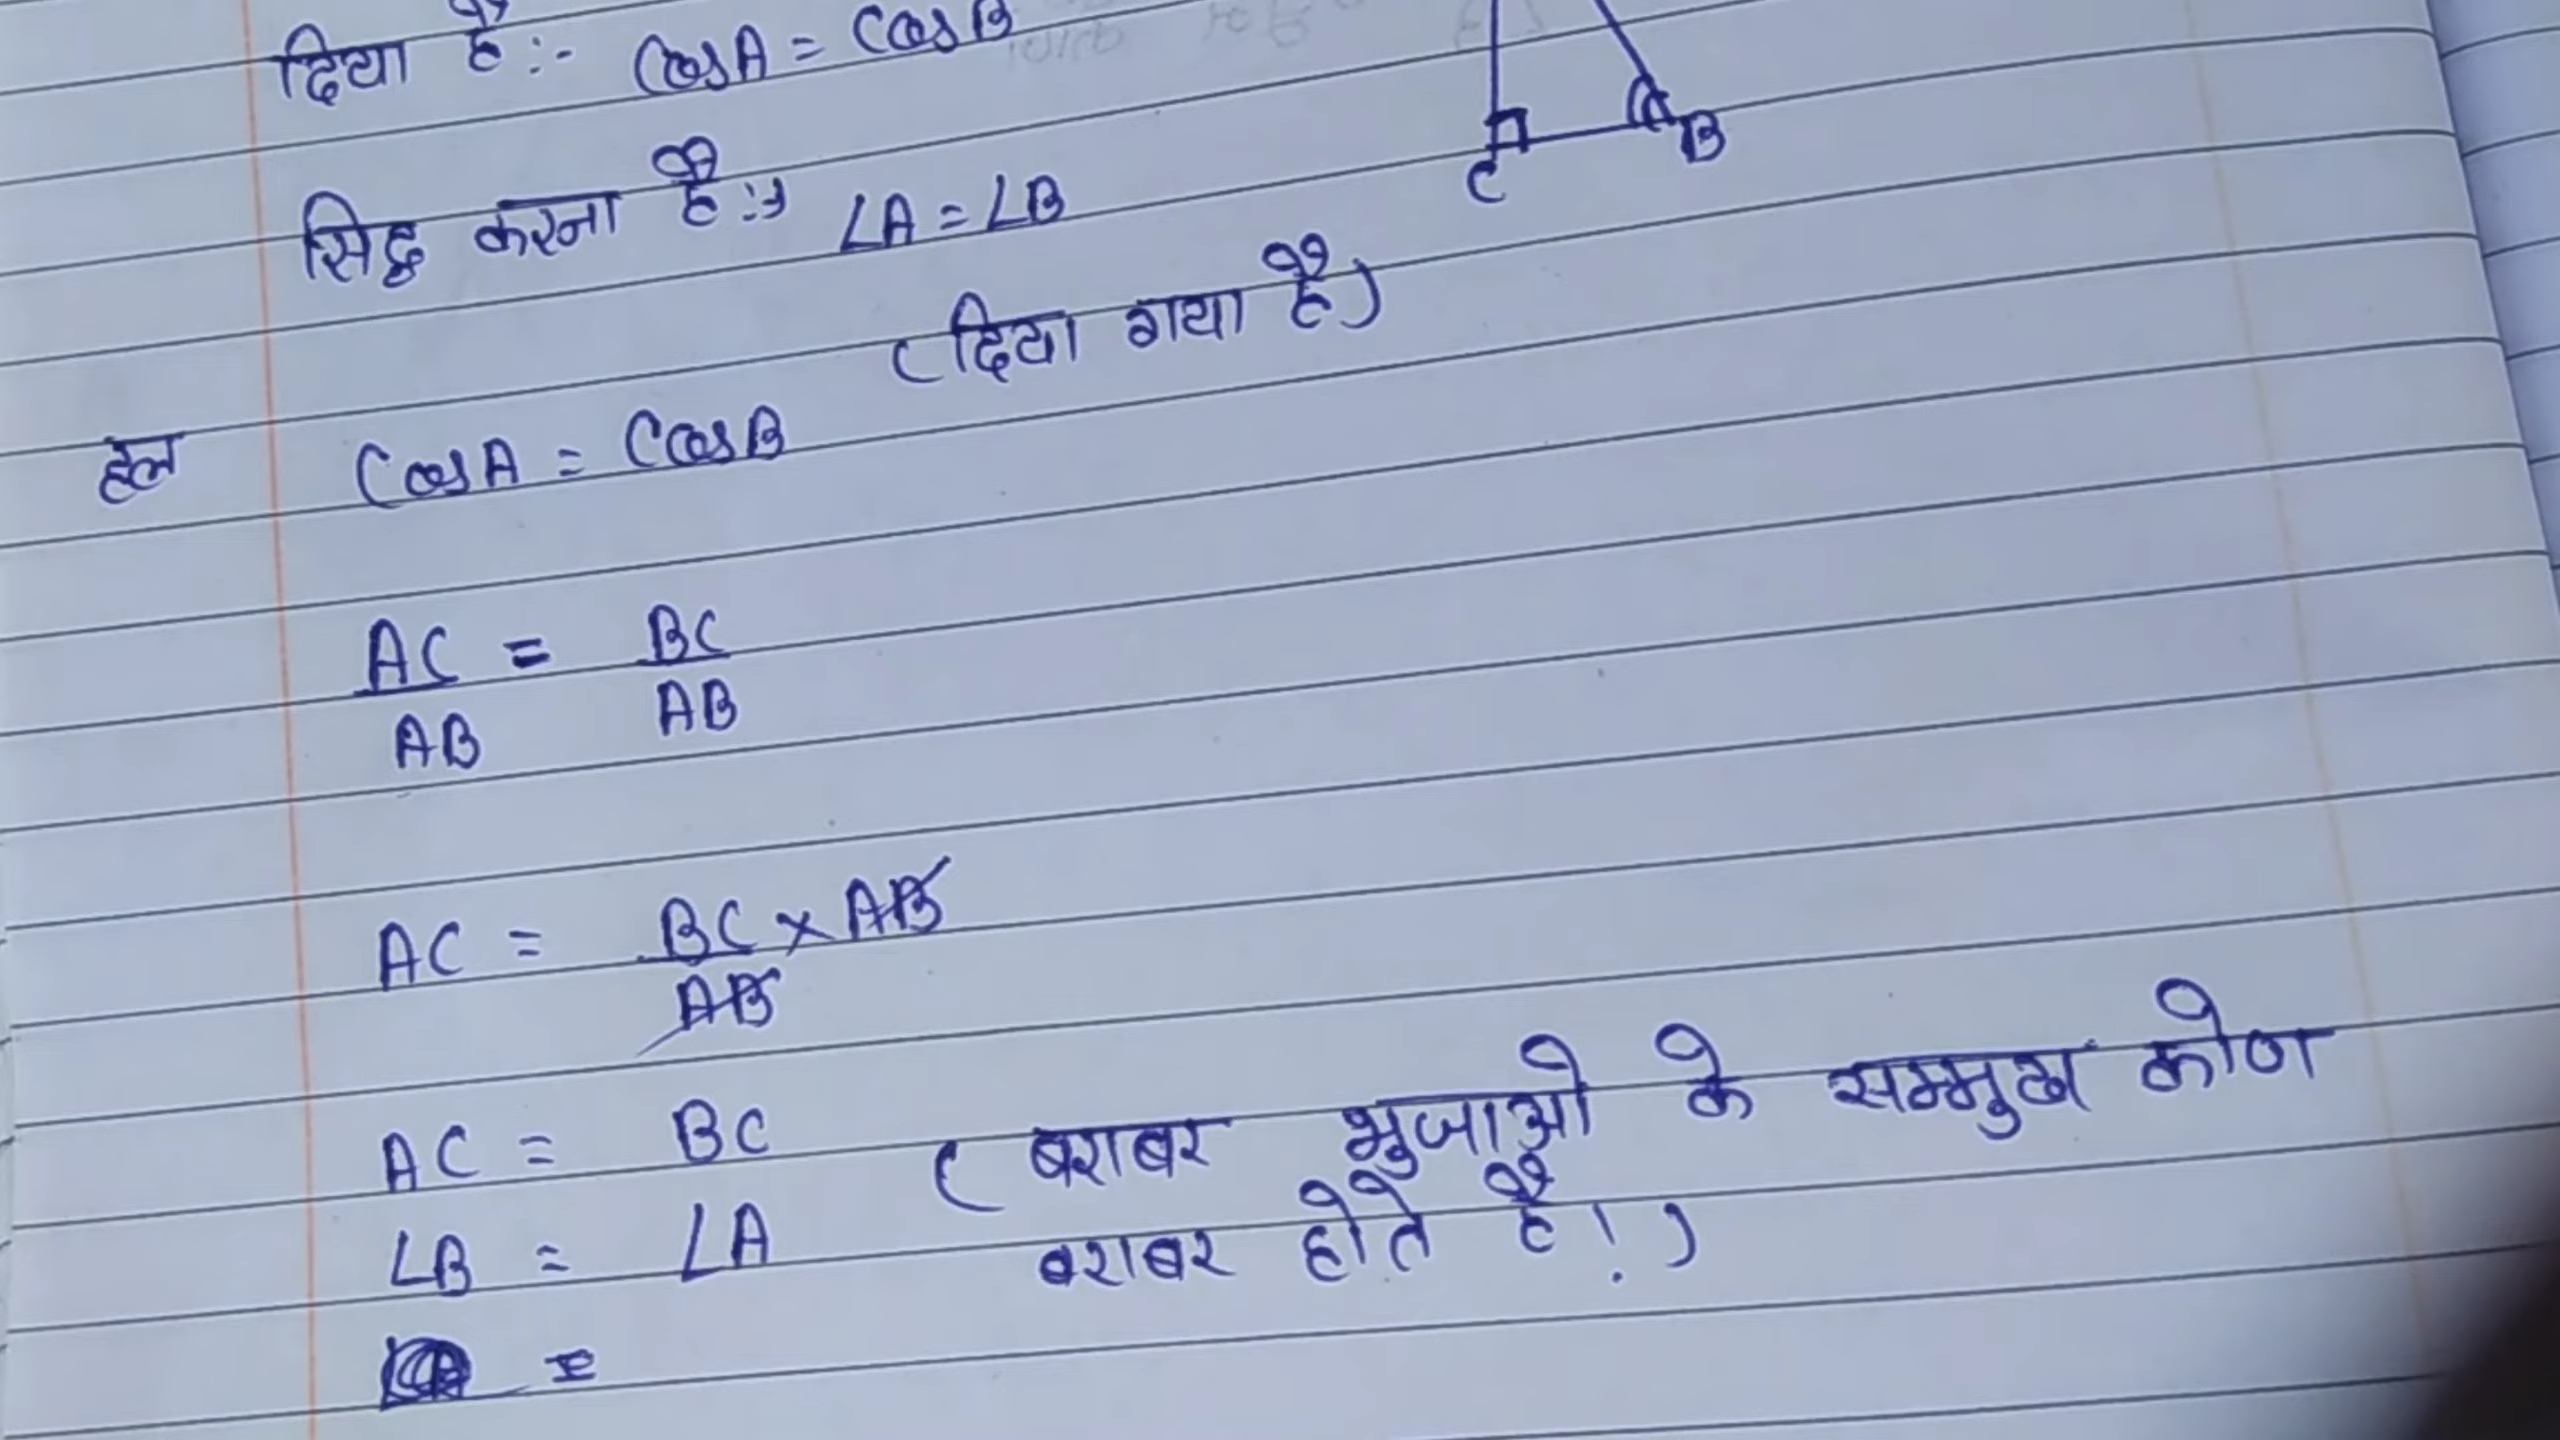 दिया है :- CosA = CosB
C B
सिद्ध करना है :→ ∠A = ∠B
(दिया गया है)
हल CosA = CosB
AC = BC
AB AB
AC = BC × AB
AB
AC = BC (बराबर भुजाओ के सम्मुख कोण
∠B = ∠A बराबर होते है।)
=